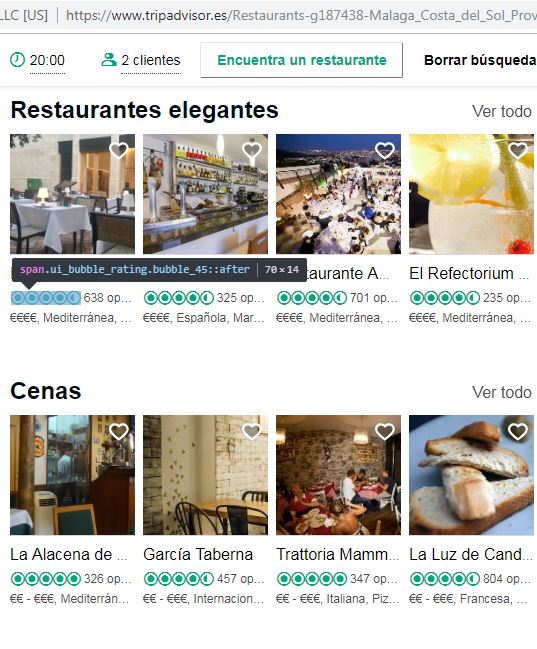 LLC [US] https://www.tripadvisor.es/Restaurants-g187438-Malaga_Costa_del_Sol_Prov
20:00 2 clientes Encuentra un restaurante Borrar búsqueda
Restaurantes elegantes Ver todo
span.ui_bubble_rating.bubble_45::after 70 × 14
staurante A... El Refectorium ...
638 op... 325 op... 701 op... 235 op...
€€€€, Mediterránea, ... €€€€, Española, Mar... €€€€, Mediterránea, ... €€€€, Mediterránea, ...
Cenas Ver todo
La Alacena de ... García Taberna Trattoria Mamm... La Luz de Cand...
326 op... 457 op... 347 op... 804 op...
€€ - €€€, Mediterrán... €€ - €€€, Internacion... €€ - €€€, Italiana, Piz... €€ - €€€, Francesa, ...